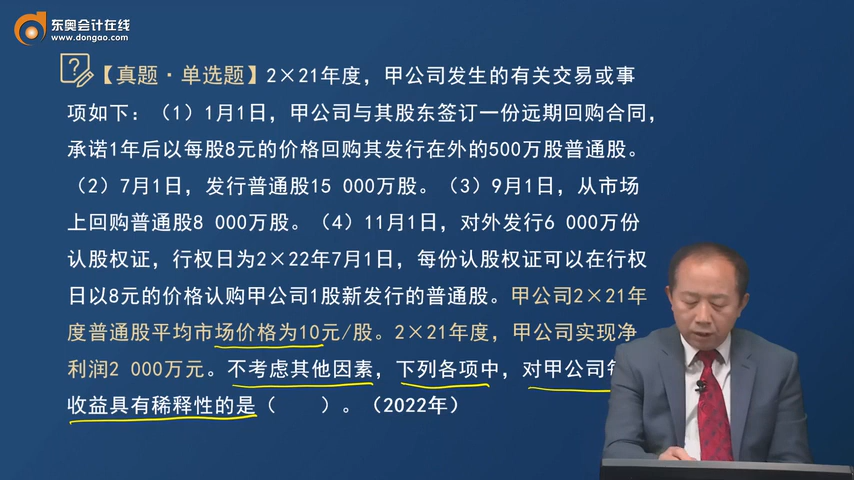 东奥会计在线
www.dongao.com
【真题·单选题】2×21年度，甲公司发生的有关交易或事
项如下：（1）1月1日，甲公司与其股东签订一份远期回购合同，
承诺1年后以每股8元的价格回购其发行在外的500万股普通股。
（2）7月1日，发行普通股15 000万股。（3）9月1日，从市场
上回购普通股8 000万股。（4）11月1日，对外发行6 000万份
认股权证，行权日为2×22年7月1日，每份认股权证可以在行权
日以8元的价格认购甲公司1股新发行的普通股。甲公司2×21年
度普通股平均市场价格为10元/股。2×21年度，甲公司实现净
利润2 000万元。不考虑其他因素，下列各项中，对甲公司
收益具有稀释性的是（ ）。（2022年）